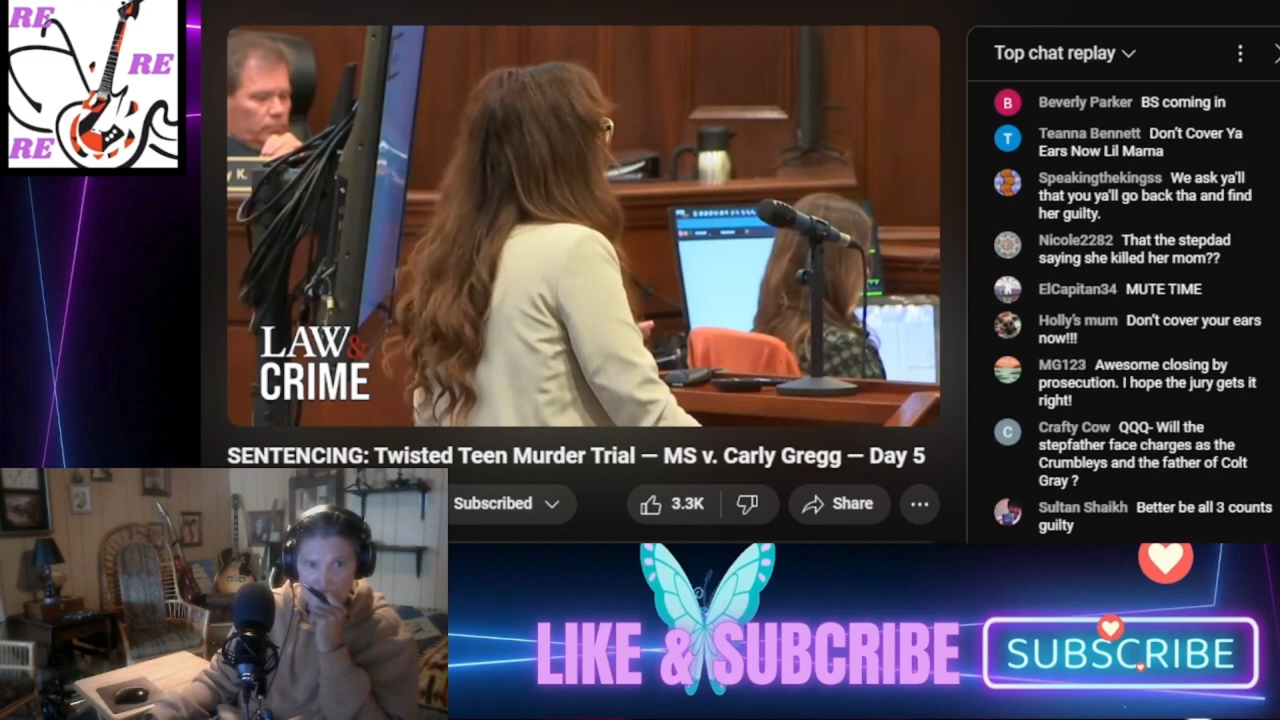 RE
RE
RE
y K.
LAW&
CRIME
SENTENCING: Twisted Teen Murder Trial — MS v. Carly Gregg — Day 5
Subscribed
3.3K
Share
Top chat replay
B
Beverly Parker BS coming in
T
Teanna Bennett Don't Cover Ya
Ears Now Lil Mama
Speakingthekingss We ask ya'll
that you ya'll go back tha and find
her guilty.
Nicole2282 That the stepdad
saying she killed her mom??
ElCapitan34 MUTE TIME
Holly's mum Don't cover your ears
now!!!
MG123 Awesome closing by
prosecution. I hope the jury gets it
right!
C
Crafty Cow QQQ- Will the
stepfather face charges as the
Crumbleys and the father of Colt
Gray ?
Sultan Shaikh Better be all 3 counts
guilty
LIKE & SUBCRIBE
SUBSCRIBE